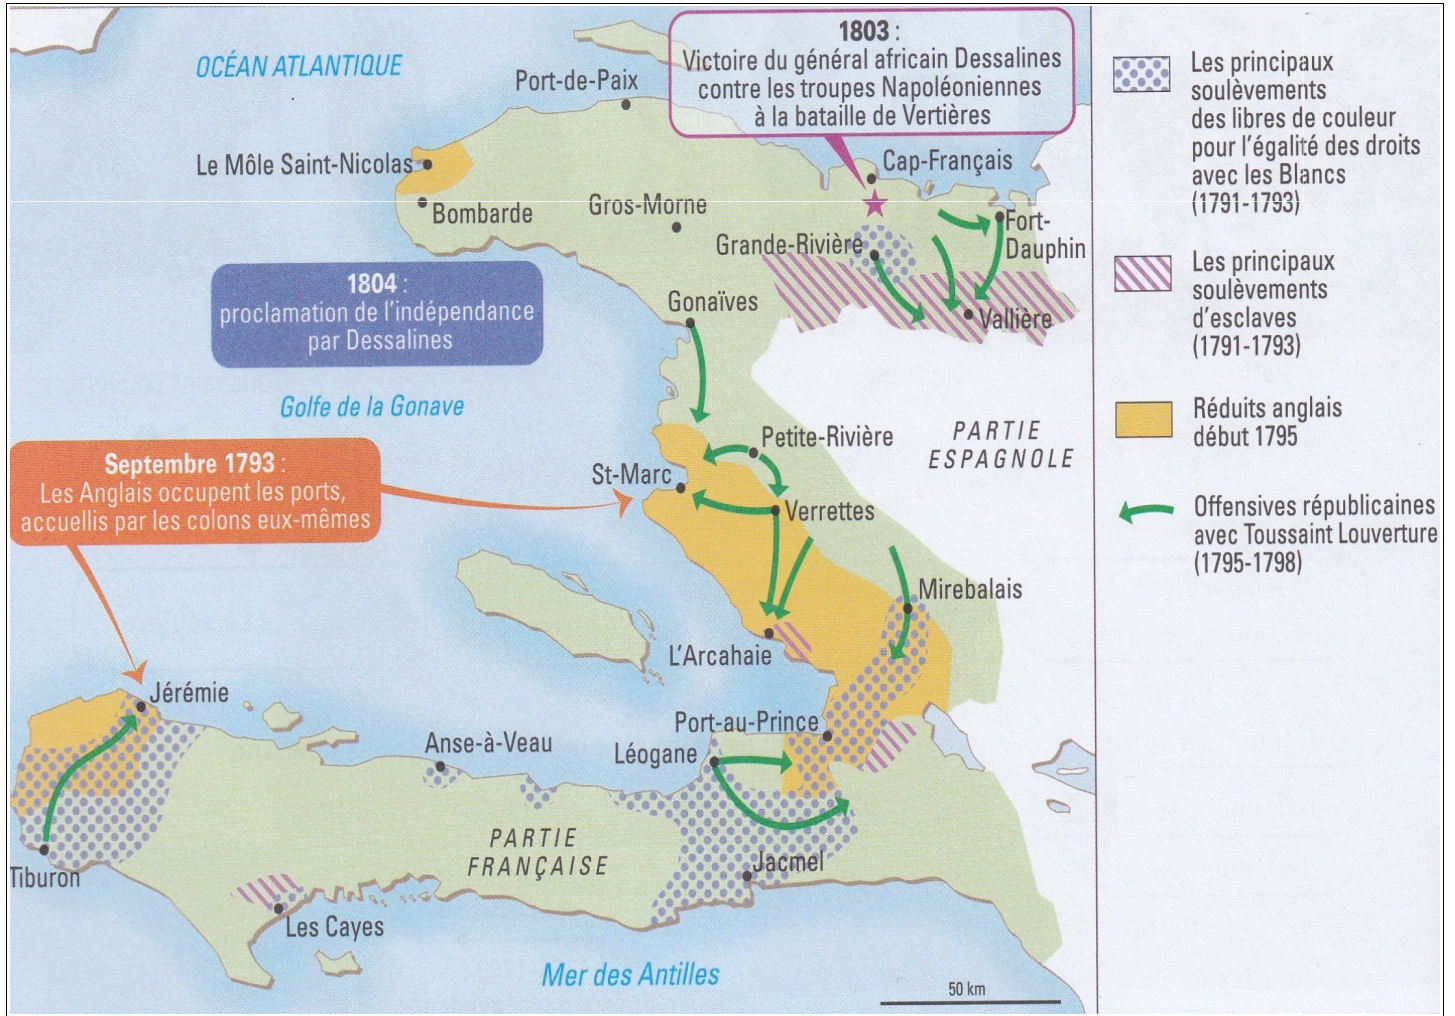 OCÉAN ATLANTIQUE
Port-de-Paix
1803 :
Victoire du général africain Dessalines
contre les troupes Napoléoniennes
à la bataille de Vertières
Le Môle Saint-Nicolas
Cap-Français
Bombarde
Gros-Morne
Fort-
Dauphin
Grande-Rivière
1804 :
proclamation de l'indépendance
par Dessalines
Gonaïves
Vallière
Golfe de la Gonave
Petite-Rivière
PARTIE
ESPAGNOLE
Septembre 1793 :
Les Anglais occupent les ports,
accuellis par les colons eux-mêmes
St-Marc
Verrettes
Mirebalais
L'Arcahaie
Jérémie
Port-au-Prince
Anse-à-Veau
Léogane
PARTIE
FRANÇAISE
Jacmel
Tiburon
Les Cayes
Mer des Antilles
50 km
Les principaux
soulèvements
des libres de couleur
pour l'égalité des droits
avec les Blancs
(1791-1793)
Les principaux
soulèvements
d'esclaves
(1791-1793)
Réduits anglais
début 1795
Offensives républicaines
avec Toussaint Louverture
(1795-1798)